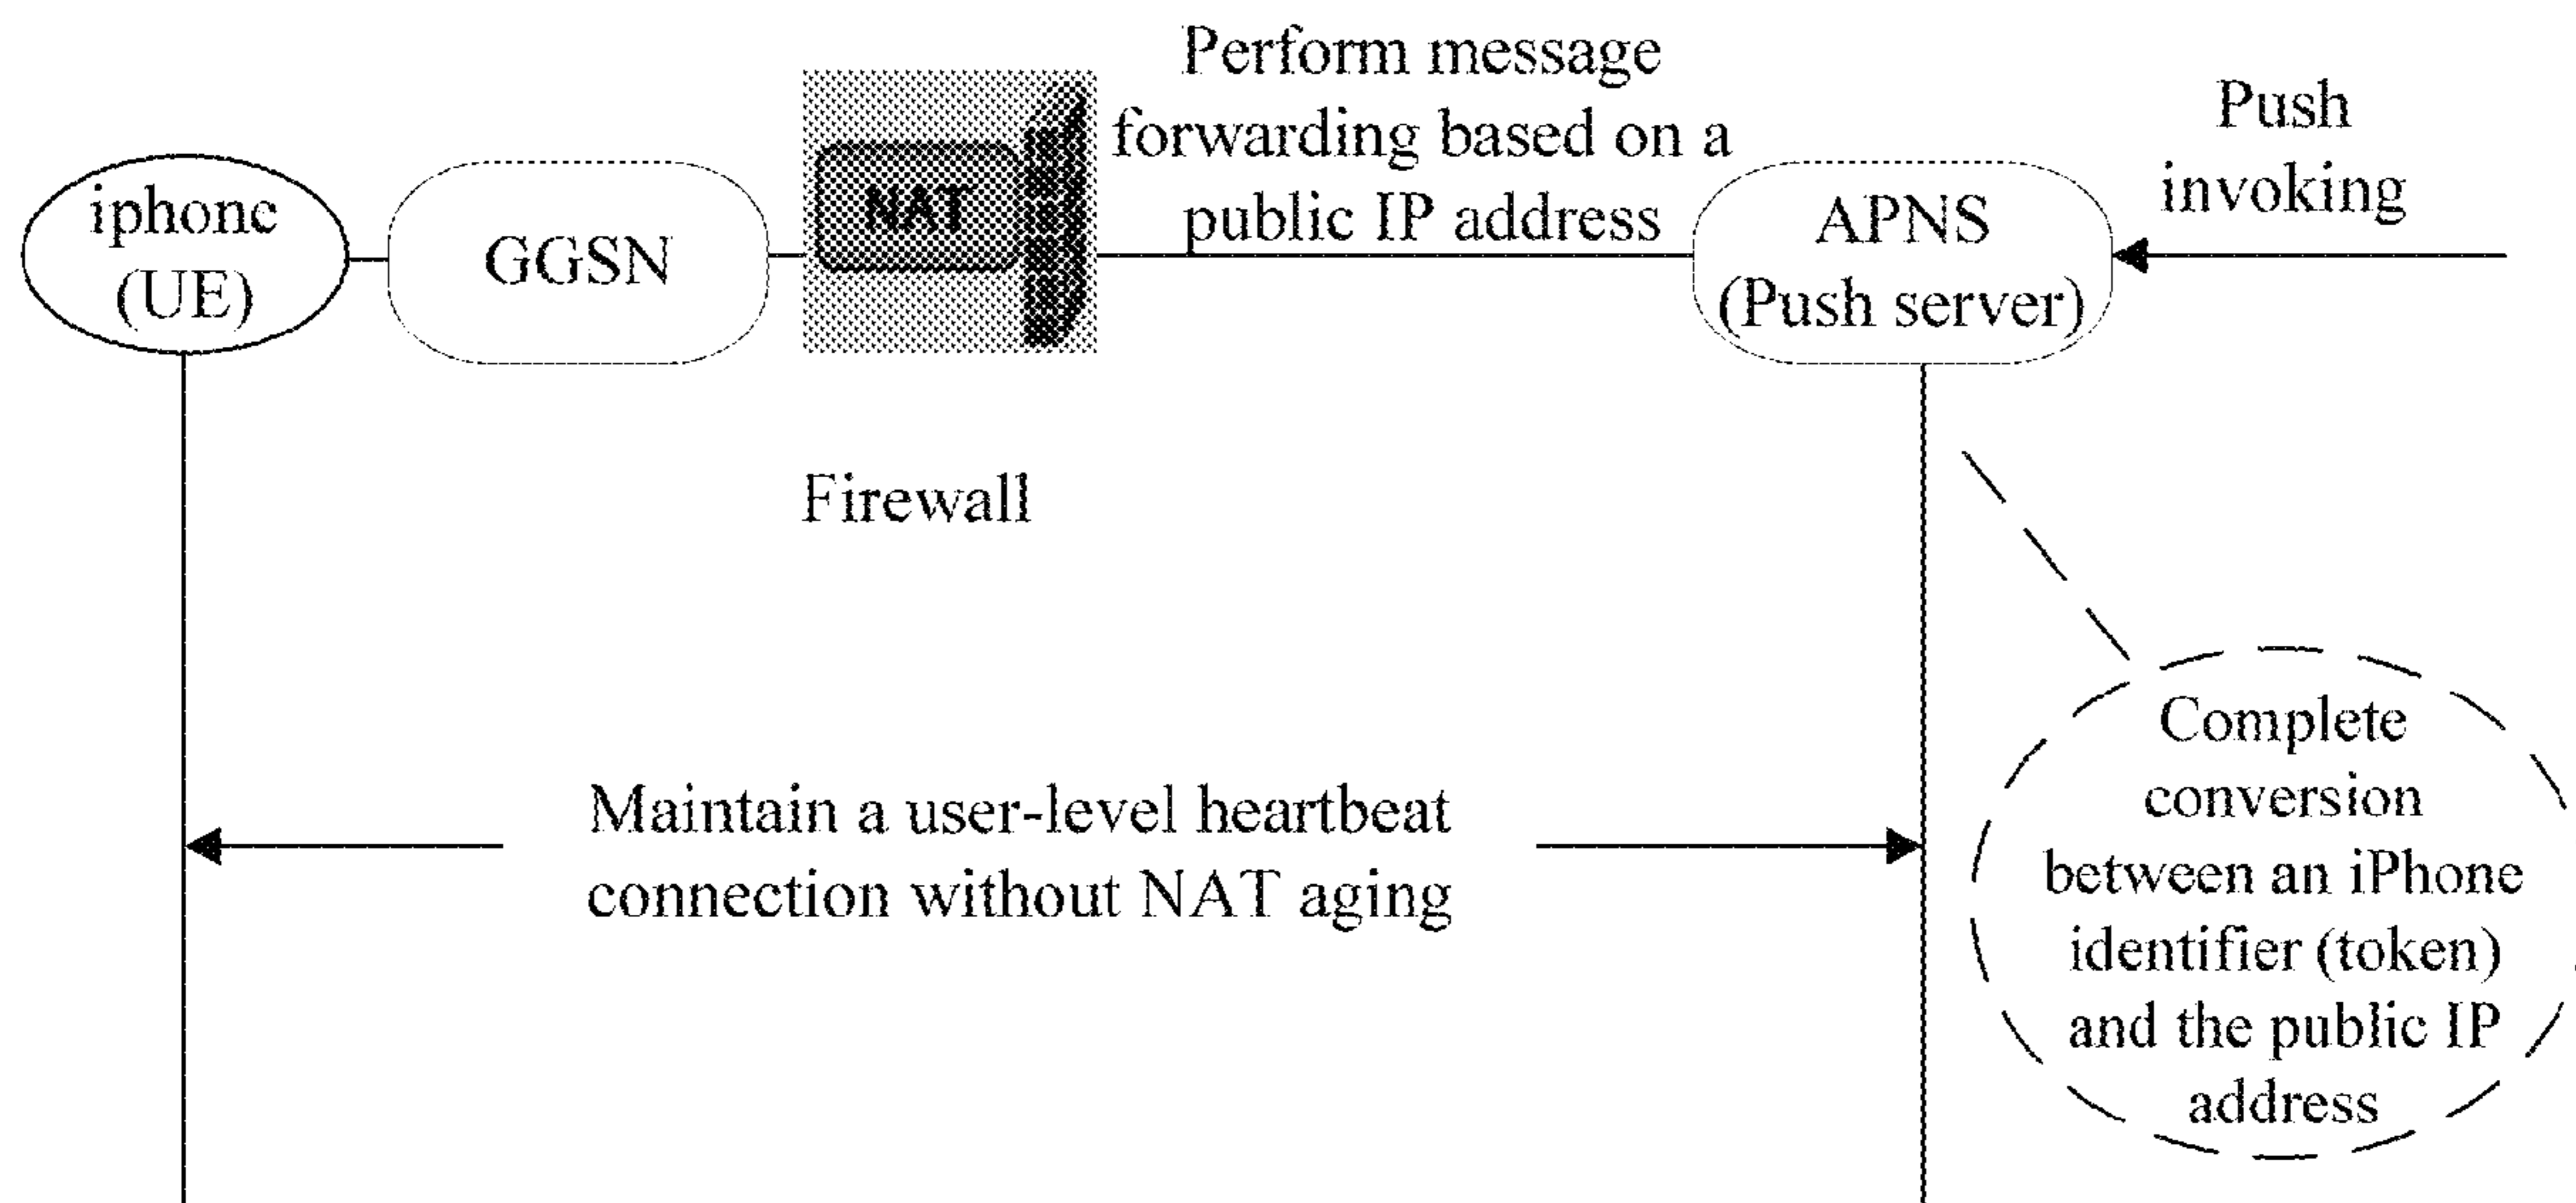 Perform message
forwarding based on a
public IP address
Push
invoking
iphone
(UE)
GGSN
NAT
APNS
(Push server)
Firewall
Maintain a user-level heartbeat
connection without NAT aging
Complete
conversion
between an iPhone
identifier (token)
and the public IP
address